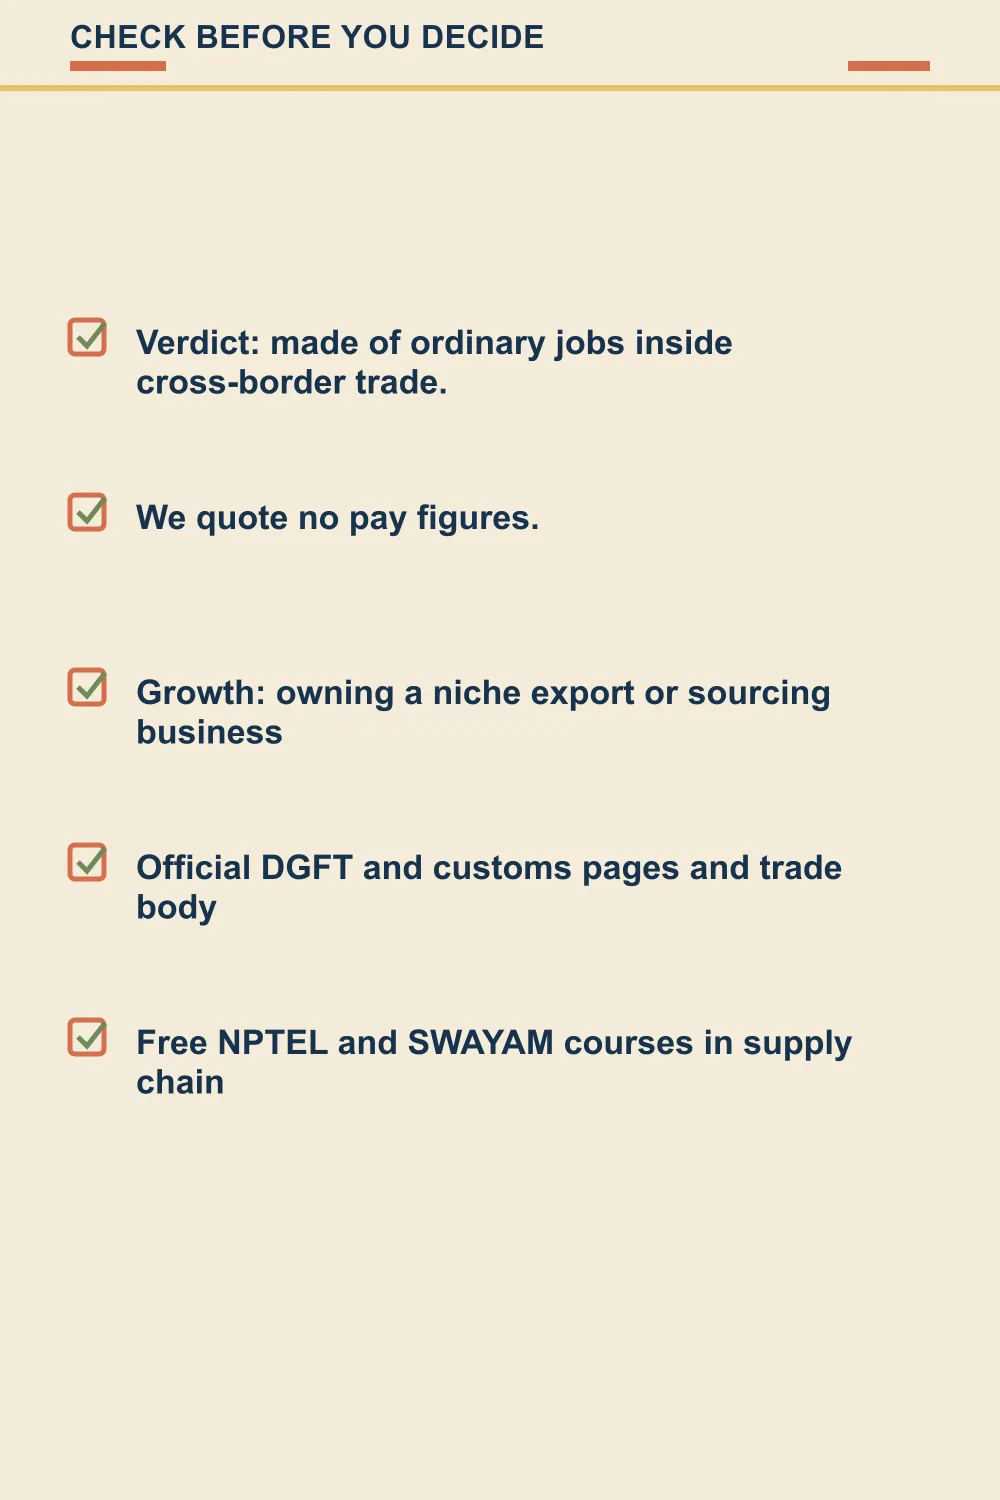 CHECK BEFORE YOU DECIDE
Verdict: made of ordinary jobs inside
cross-border trade.
We quote no pay figures.
Growth: owning a niche export or sourcing
business
Official DGFT and customs pages and trade
body
Free NPTEL and SWAYAM courses in supply
chain